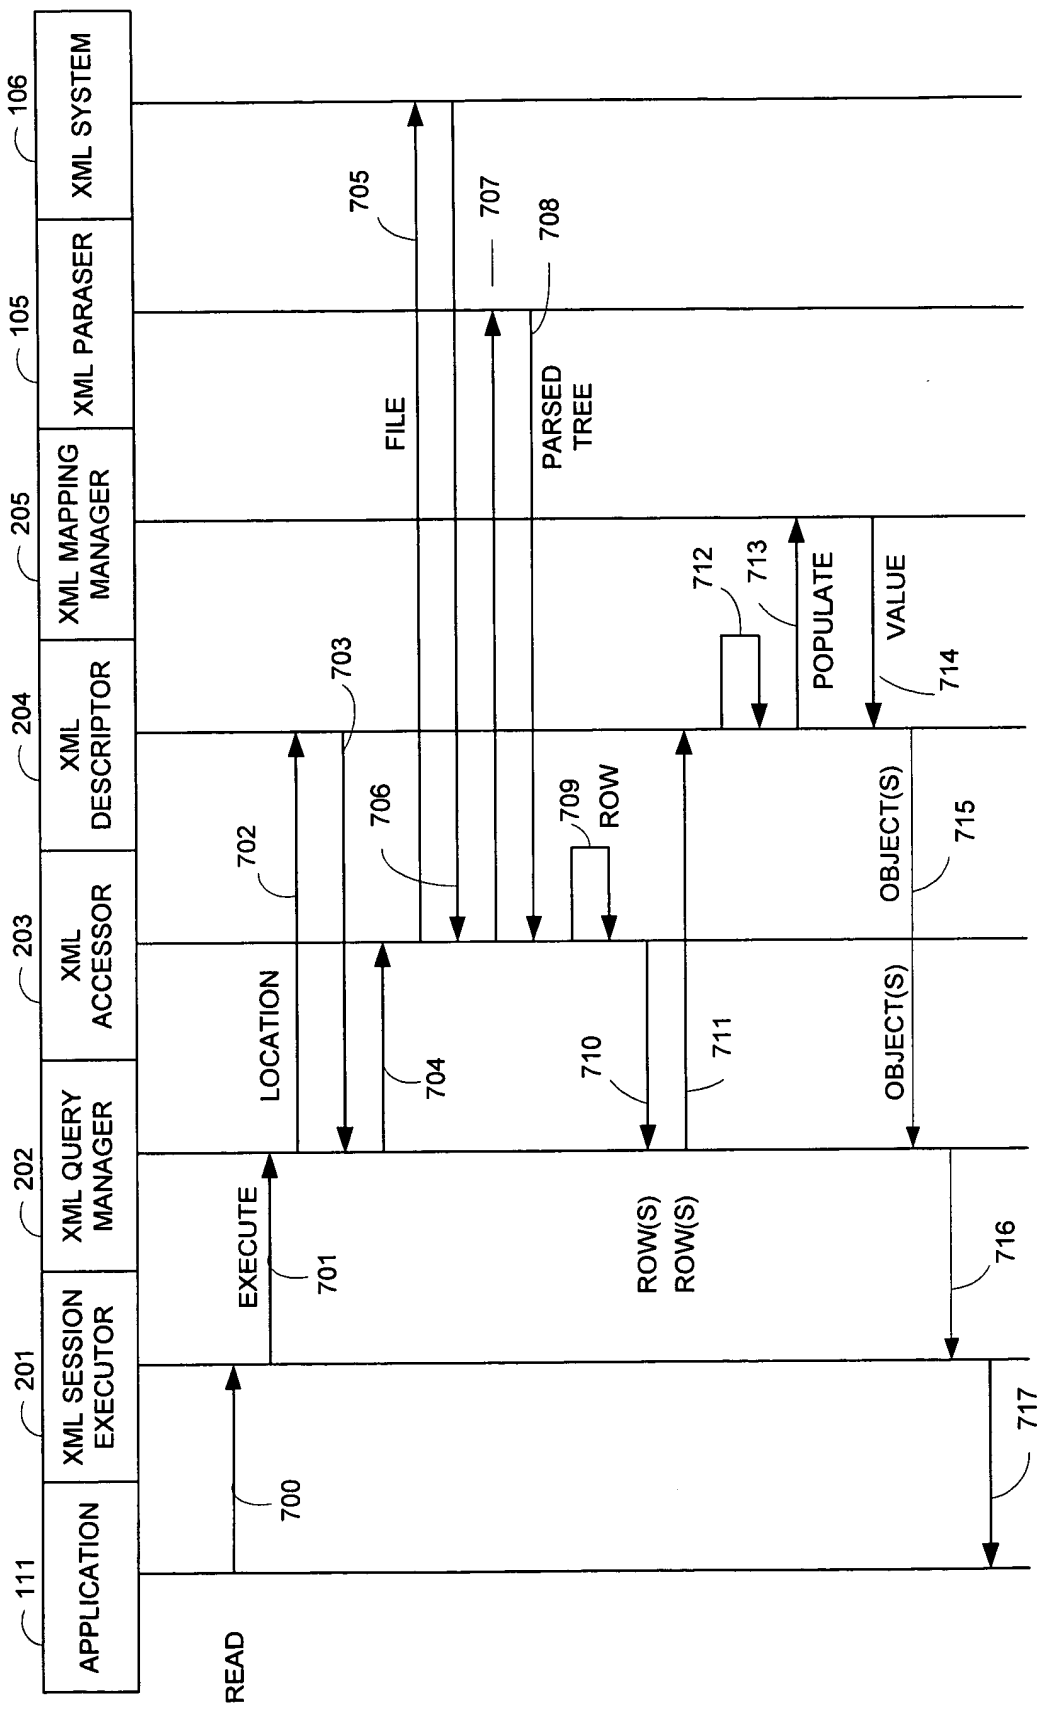 111
201
202
203
204
205
105
106
APPLICATION
XML SESSION
EXECUTOR
XML QUERY
MANAGER
XML
ACCESSOR
XML
DESCRIPTOR
XML MAPPING
MANAGER
XML PARASER
XML SYSTEM
READ
700
EXECUTE
701
LOCATION
702
703
704
FILE
705
706
707
PARSED
TREE
708
709
ROW
710
ROW(S)
ROW(S)
711
712
713
POPULATE
VALUE
714
OBJECT(S)
OBJECT(S)
715
716
717